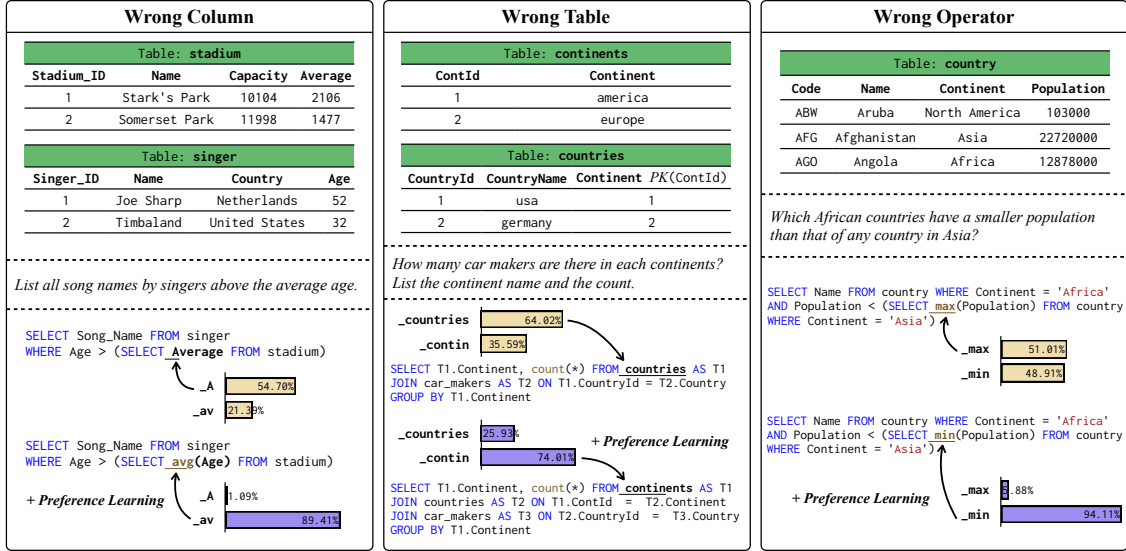 Wrong Column
Table: stadium
Stadium_ID Name Capacity Average
1 Stark's Park 10104 2106
2 Somerset Park 11998 1477
Table: singer
Singer_ID Name Country Age
1 Joe Sharp Netherlands 52
2 Timbaland United States 32
List all song names by singers above the average age.
SELECT Song_Name FROM singer
WHERE Age > (SELECT Average FROM stadium)
_A 54.70%
_av 21.39%
SELECT Song_Name FROM singer
WHERE Age > (SELECT avg(Age) FROM stadium)
+ Preference Learning
_A 1.09%
_av 89.41%
Wrong Table
Table: continents
ContId Continent
1 america
2 europe
Table: countries
CountryId CountryName Continent PK(ContId)
1 usa 1
2 germany 2
How many car makers are there in each continents?
List the continent name and the count.
_countries 64.02%
_contin 35.59%
SELECT T1.Continent, count(*) FROM countries AS T1
JOIN car_makers AS T2 ON T1.CountryId = T2.Country
GROUP BY T1.Continent
_countries 25.93%
_contin 74.01%
+ Preference Learning
SELECT T1.Continent, count(*) FROM continents AS T1
JOIN countries AS T2 ON T1.ContId = T2.Continent
JOIN car_makers AS T3 ON T2.CountryId = T3.Country
GROUP BY T1.Continent
Wrong Operator
Table: country
Code Name Continent Population
ABW Aruba North America 103000
AFG Afghanistan Asia 22720000
AGO Angola Africa 12878000
Which African countries have a smaller population
than that of any country in Asia?
SELECT Name FROM country WHERE Continent = 'Africa'
AND Population < (SELECT max(Population) FROM country
WHERE Continent = 'Asia')
_max 51.01%
_min 48.91%
SELECT Name FROM country WHERE Continent = 'Africa'
AND Population < (SELECT min(Population) FROM country
WHERE Continent = 'Asia')
+ Preference Learning
_max
_min 94.11%